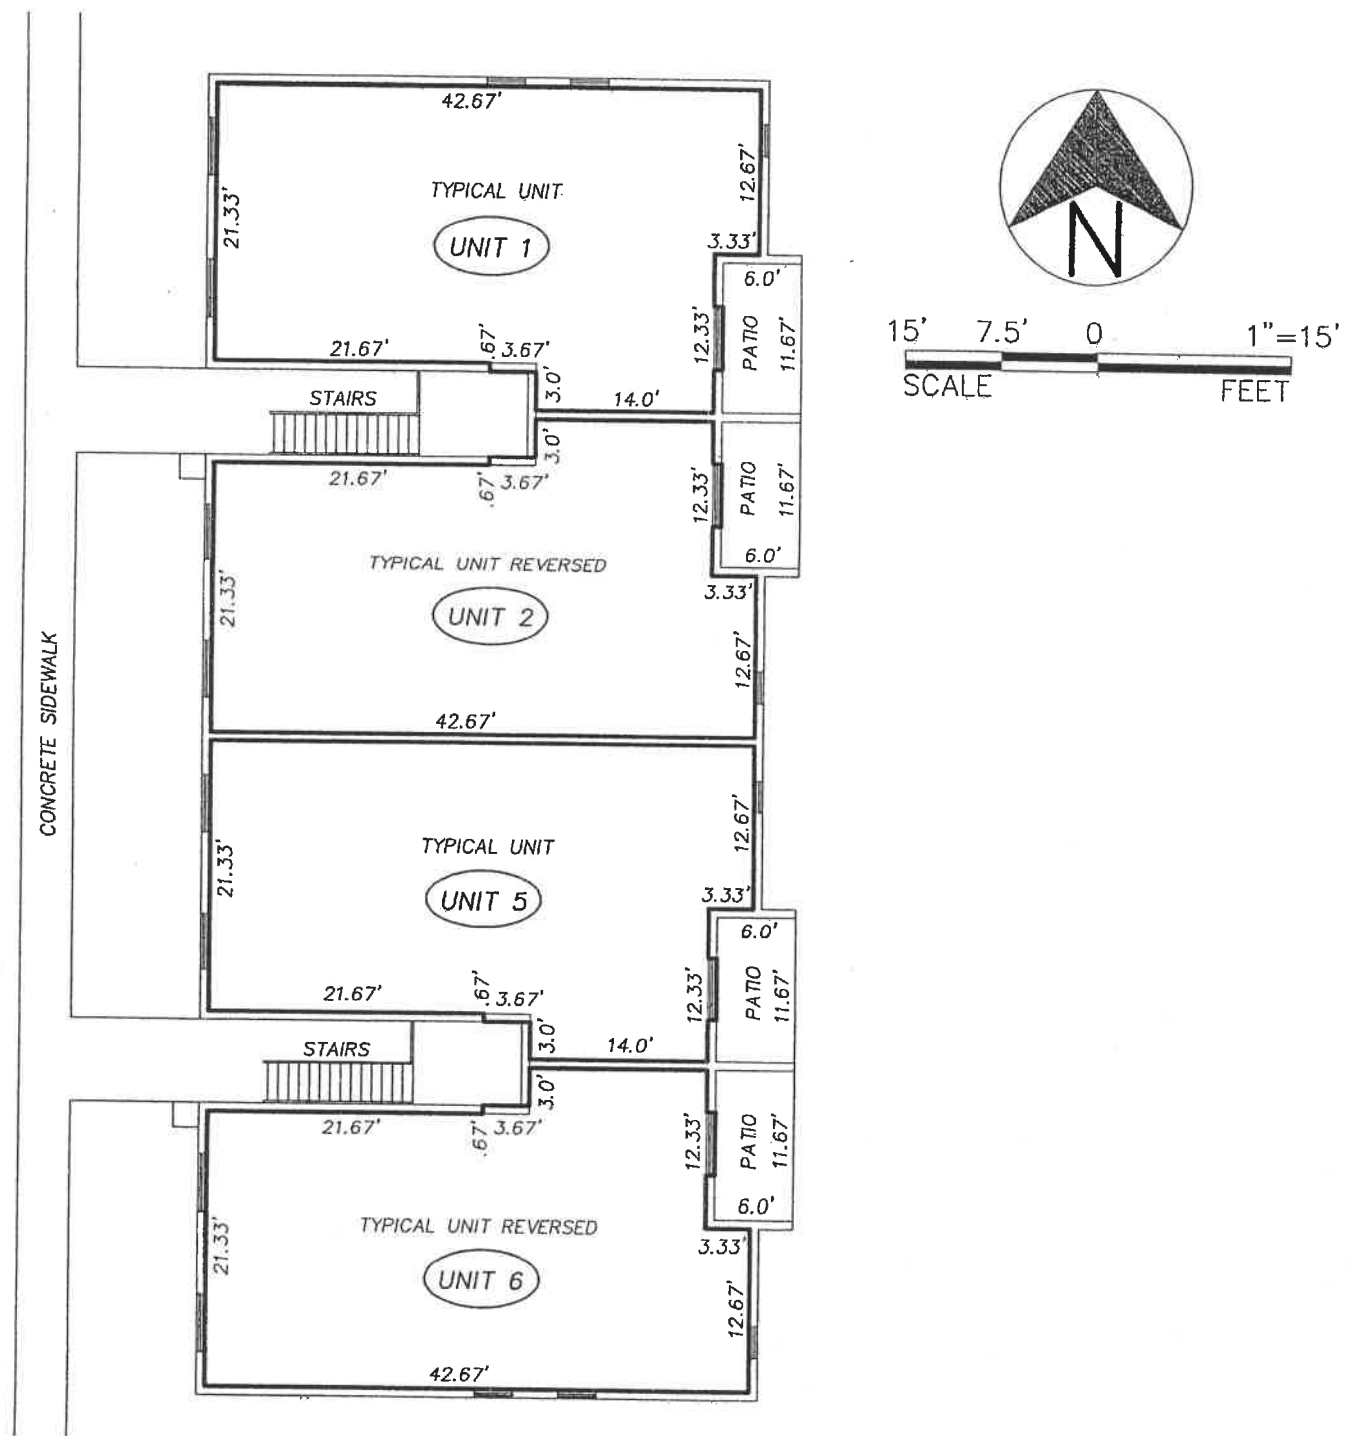 42.67'
TYPICAL UNIT
UNIT 1
21.33'
12.67'
3.33'
6.0'
12.33'
PATIO
11.67'
21.67'
.67'
3.67'
3.0'
14.0'
STAIRS
3.0'
21.67'
.67'
3.67'
12.33'
PATIO
11.67'
6.0'
3.33'
TYPICAL UNIT REVERSED
UNIT 2
21.33'
12.67'
42.67'
CONCRETE SIDEWALK
TYPICAL UNIT
UNIT 5
21.33'
12.67'
3.33'
6.0'
12.33'
PATIO
11.67'
21.67'
.67'
3.67'
3.0'
14.0'
STAIRS
3.0'
21.67'
.67'
3.67'
12.33'
PATIO
11.67'
6.0'
3.33'
TYPICAL UNIT REVERSED
UNIT 6
21.33'
12.67'
42.67'
N
15' 7.5' 0 1"=15'
SCALE FEET